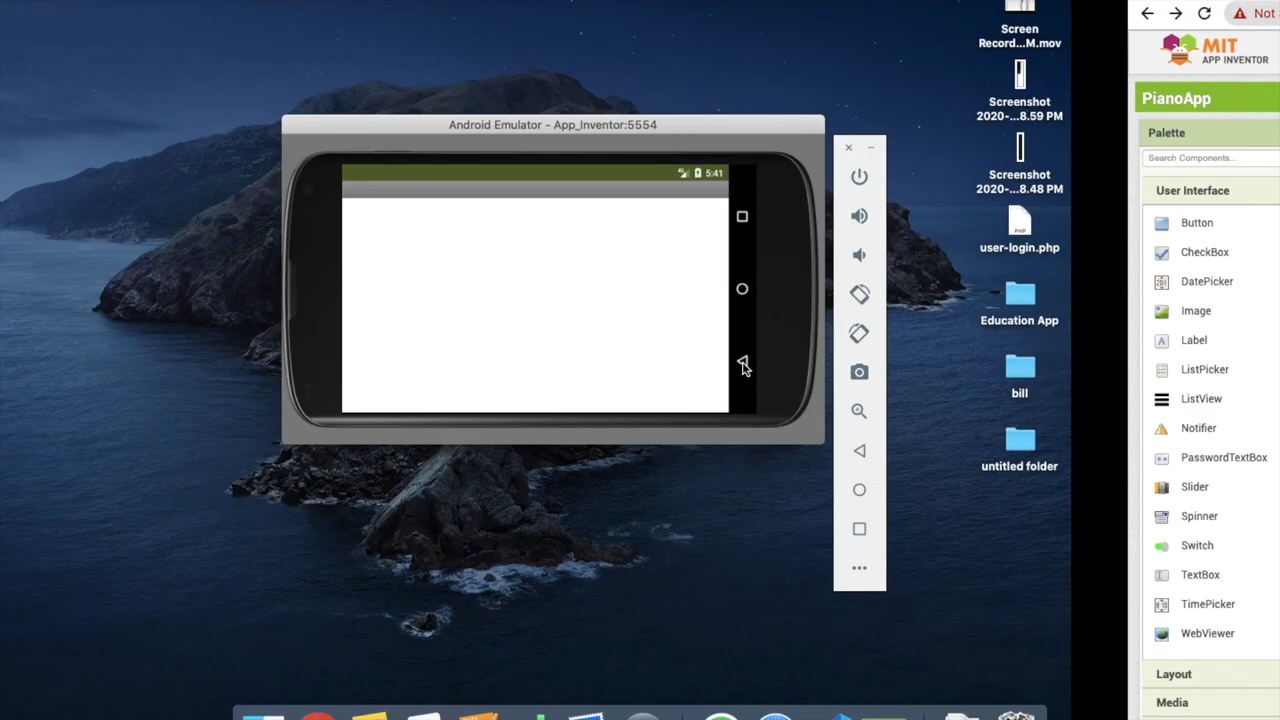 Screen
Record...M.mov
Screenshot
2020-...8.59 PM
Screenshot
2020-...8.48 PM
PHP
user-login.php
Education App
bill
untitled folder
Android Emulator - App_Inventor:5554
5:41
Not
MIT
APP INVENTOR
PianoApp
Palette
Search Components...
User Interface
Button
CheckBox
DatePicker
Image
A
Label
ListPicker
ListView
Notifier
PasswordTextBox
Slider
Spinner
Switch
TextBox
TimePicker
WebViewer
Layout
Media